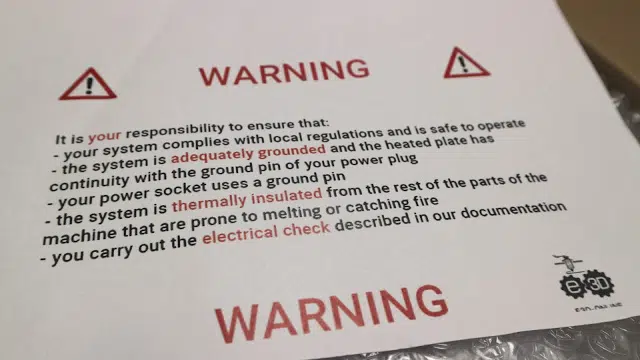 WARNING
It is your responsibility to ensure that:
- your system complies with local regulations and is safe to operate
- the system is adequately grounded and the heated plate has
continuity with the ground pin of your power plug
- your power socket uses a ground pin
- the system is thermally insulated from the rest of the parts of the
machine that are prone to melting or catching fire
- you carry out the electrical check described in our documentation
WARNING
e3D